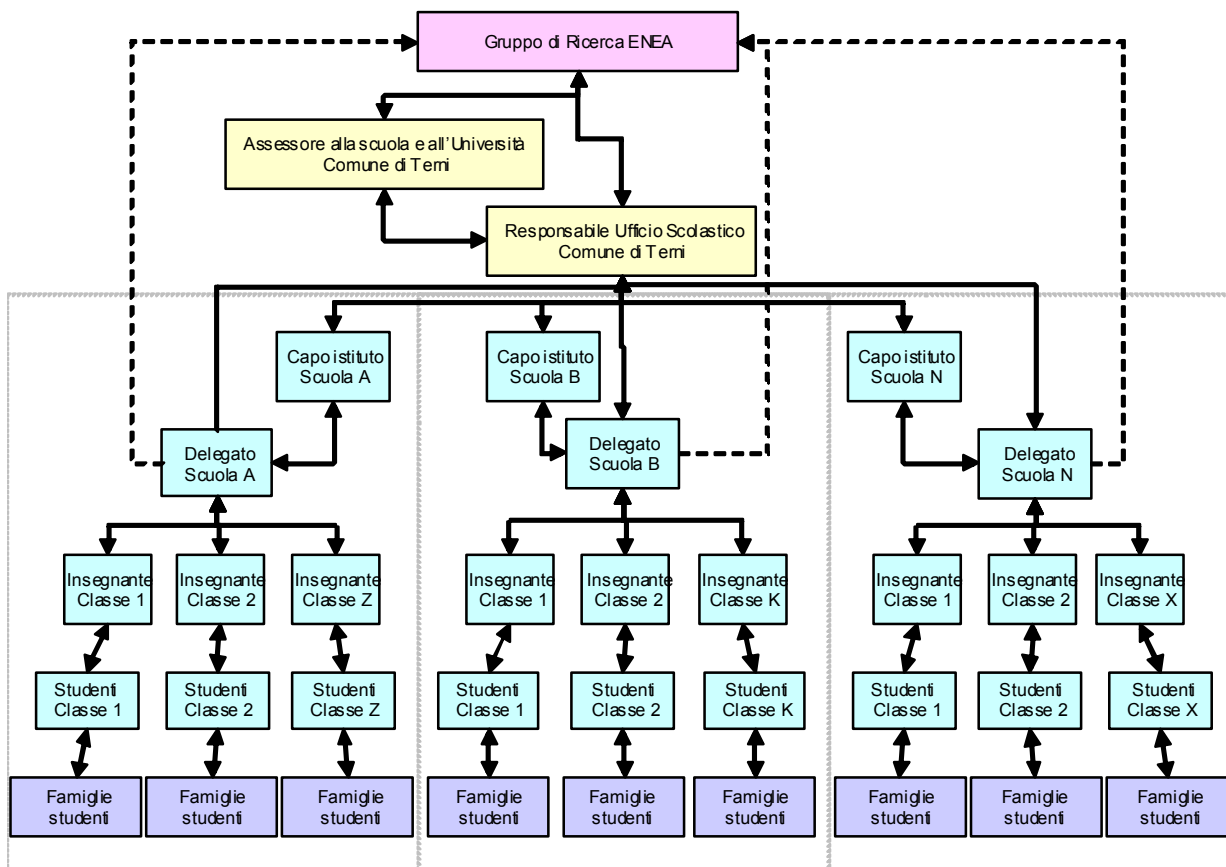 Gruppo di Ricerca ENEA
Assessore alla scuola e all'Università
Comune di Terni
Responsabile Ufficio Scolastico
Comune di Terni
Capo istituto
Scuola A
Capo istituto
Scuola B
Capo istituto
Scuola N
Delegato
Scuola A
Delegato
Scuola B
Delegato
Scuola N
Insegnante
Classe 1
Insegnante
Classe 2
Insegnante
Classe Z
Insegnante
Classe 1
Insegnante
Classe 2
Insegnante
Classe K
Insegnante
Classe 1
Insegnante
Classe 2
Insegnante
Classe X
Studenti
Classe 1
Studenti
Classe 2
Studenti
Classe Z
Studenti
Classe 1
Studenti
Classe 2
Studenti
Classe K
Studenti
Classe 1
Studenti
Classe 2
Studenti
Classe X
Famiglie
studenti
Famiglie
studenti
Famiglie
studenti
Famiglie
studenti
Famiglie
studenti
Famiglie
studenti
Famiglie
studenti
Famiglie
studenti
Famiglie
studenti